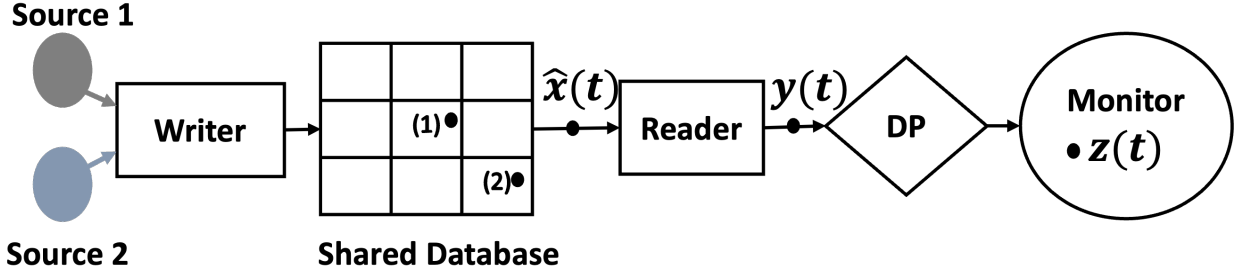 Source 1
Writer
(1)
(2)
x̂(t)
Reader
y(t)
DP
Monitor
z(t)
Source 2
Shared Database